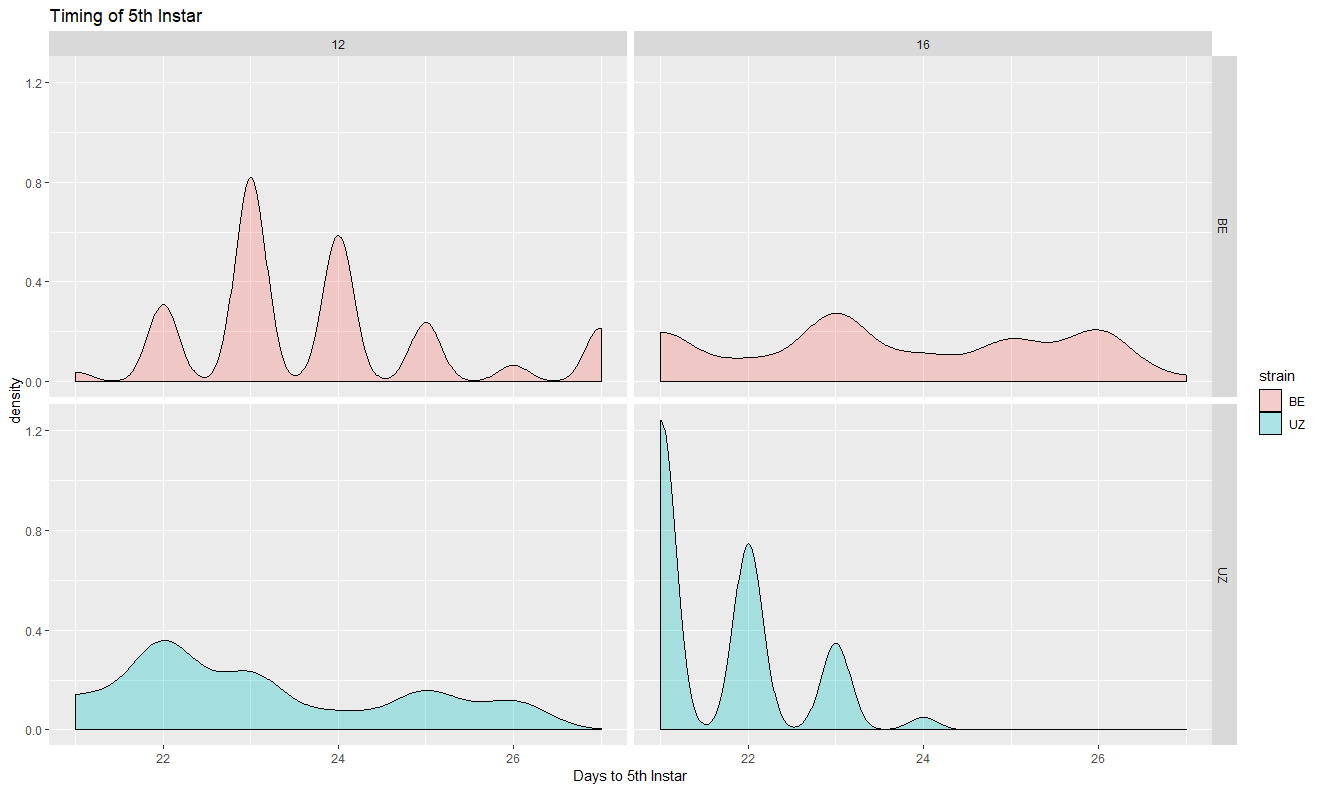 Timing of 5th Instar
12
16
1.2
0.8
0.4
0.0
BE
1.2
0.8
0.4
0.0
UZ
density
22
24
26
22
24
26
Days to 5th Instar
strain
BE
UZ